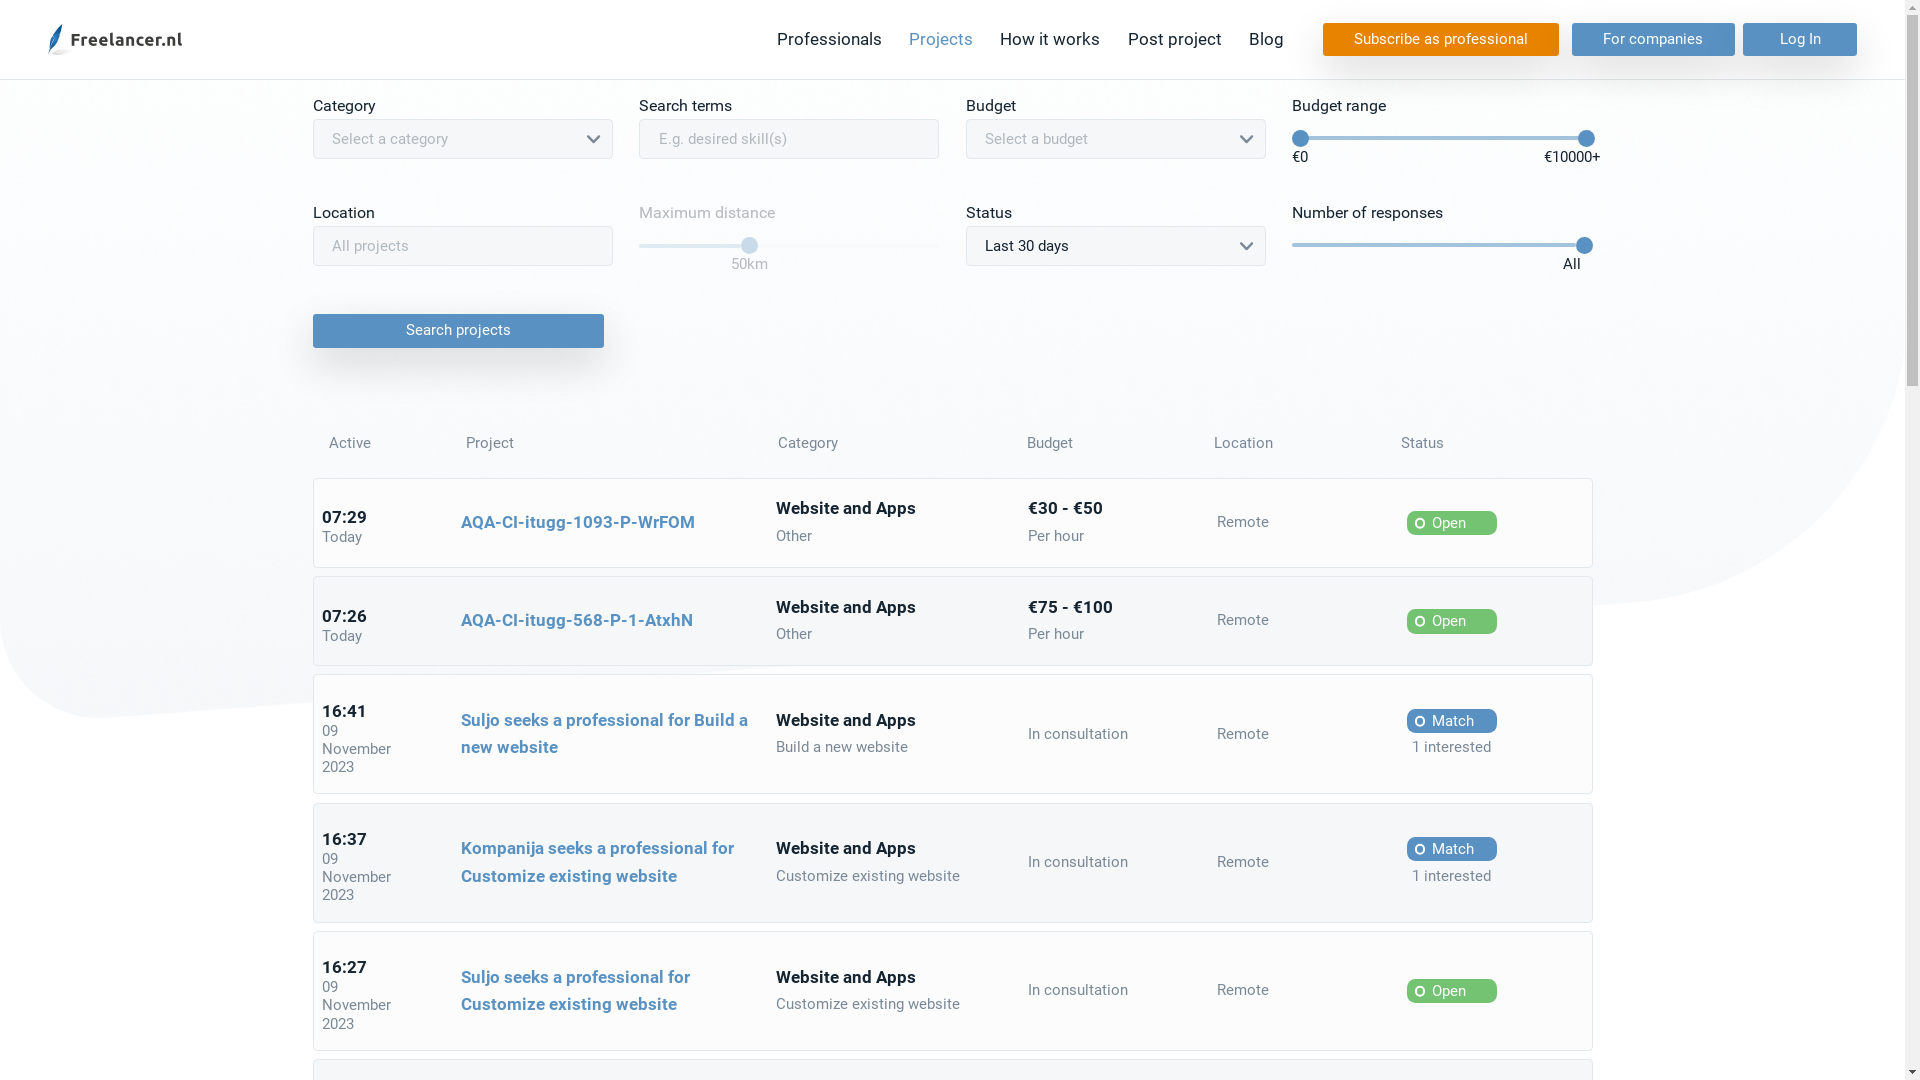 Freelancer.nl
Professionals Projects How it works Post project Blog Subscribe as professional For companies Log In
Category Search terms Budget Budget range
Select a category E.g. desired skill(s) Select a budget
€0 €10000+
Location Maximum distance Status Number of responses
All projects Last 30 days
50km All
Search projects
Active Project Category Budget Location Status
07:29
Today
AQA-CI-itugg-1093-P-WrFOM
Website and Apps
Other
€30 - €50
Per hour
Remote
Open
07:26
Today
AQA-CI-itugg-568-P-1-AtxhN
Website and Apps
Other
€75 - €100
Per hour
Remote
Open
16:41
09
November
2023
Suljo seeks a professional for Build a
new website
Website and Apps
Build a new website
In consultation
Remote
Match
1 interested
16:37
09
November
2023
Kompanija seeks a professional for
Customize existing website
Website and Apps
Customize existing website
In consultation
Remote
Match
1 interested
16:27
09
November
2023
Suljo seeks a professional for
Customize existing website
Website and Apps
Customize existing website
In consultation
Remote
Open